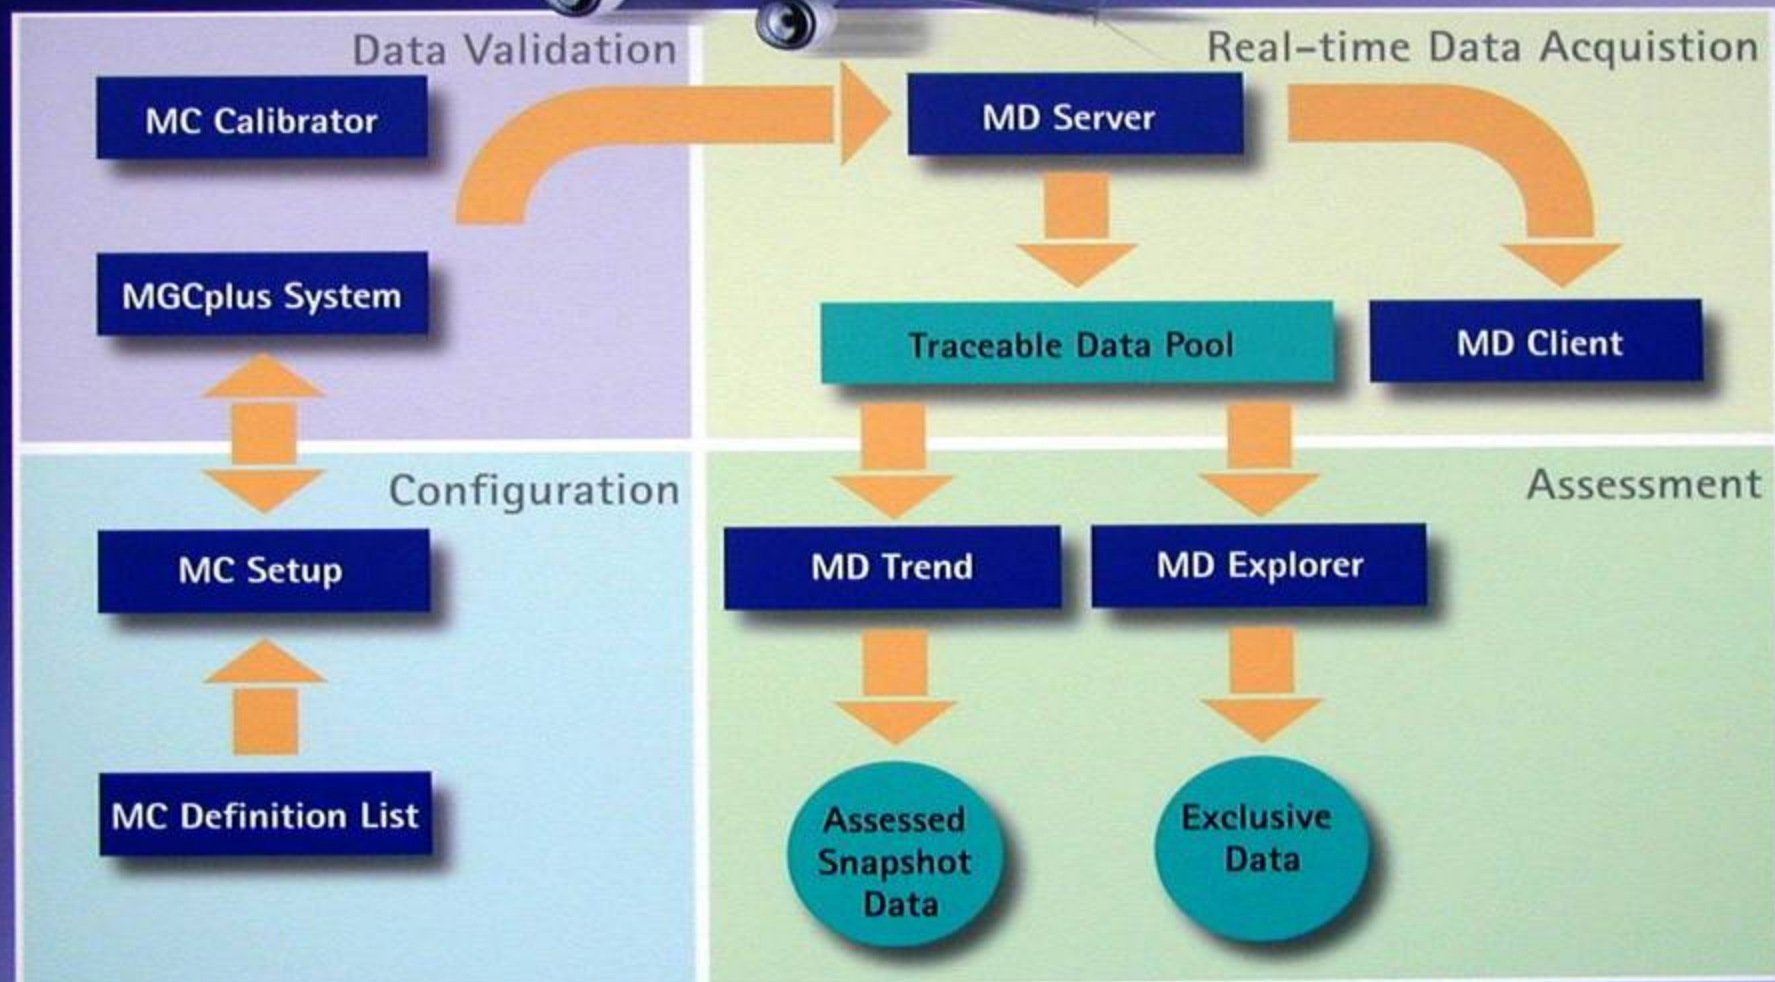 Data Validation
MC Calibrator
MGCplus System
Real-time Data Acquistion
MD Server
Traceable Data Pool
MD Client
Configuration
MC Setup
MC Definition List
Assessment
MD Trend
MD Explorer
Assessed
Snapshot
Data
Exclusive
Data